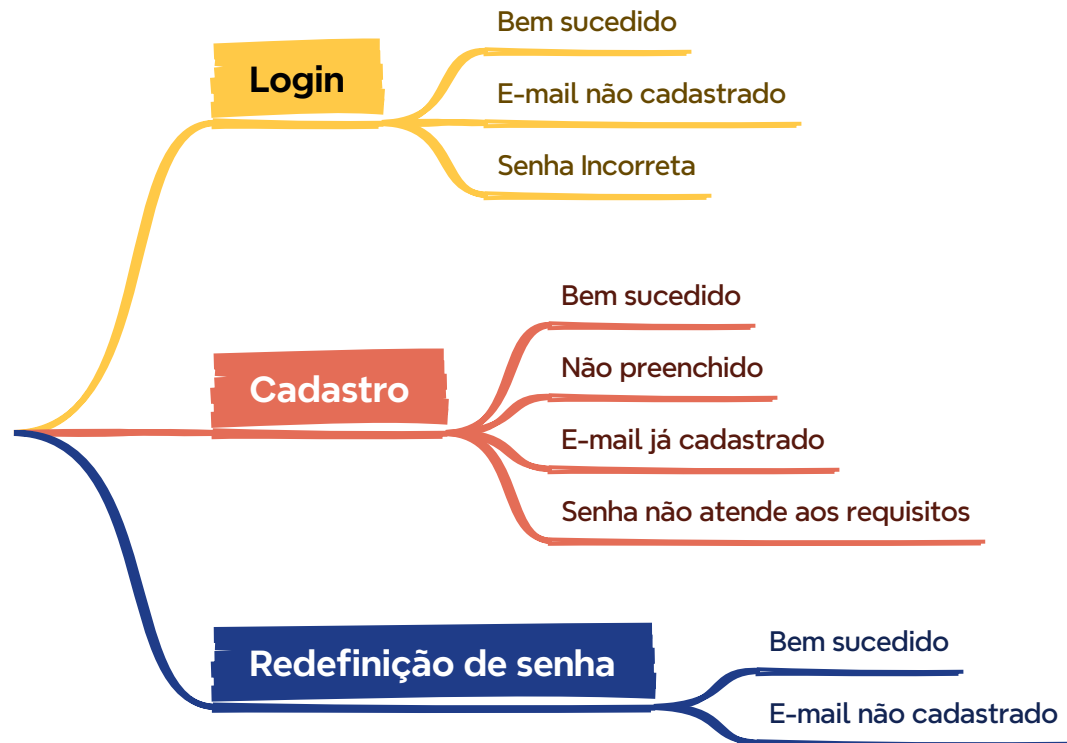 Bem sucedido
Login
E-mail não cadastrado
Senha Incorreta
Bem sucedido
Não preenchido
Cadastro
E-mail já cadastrado
Senha não atende aos requisitos
Bem sucedido
Redefinição de senha
E-mail não cadastrado